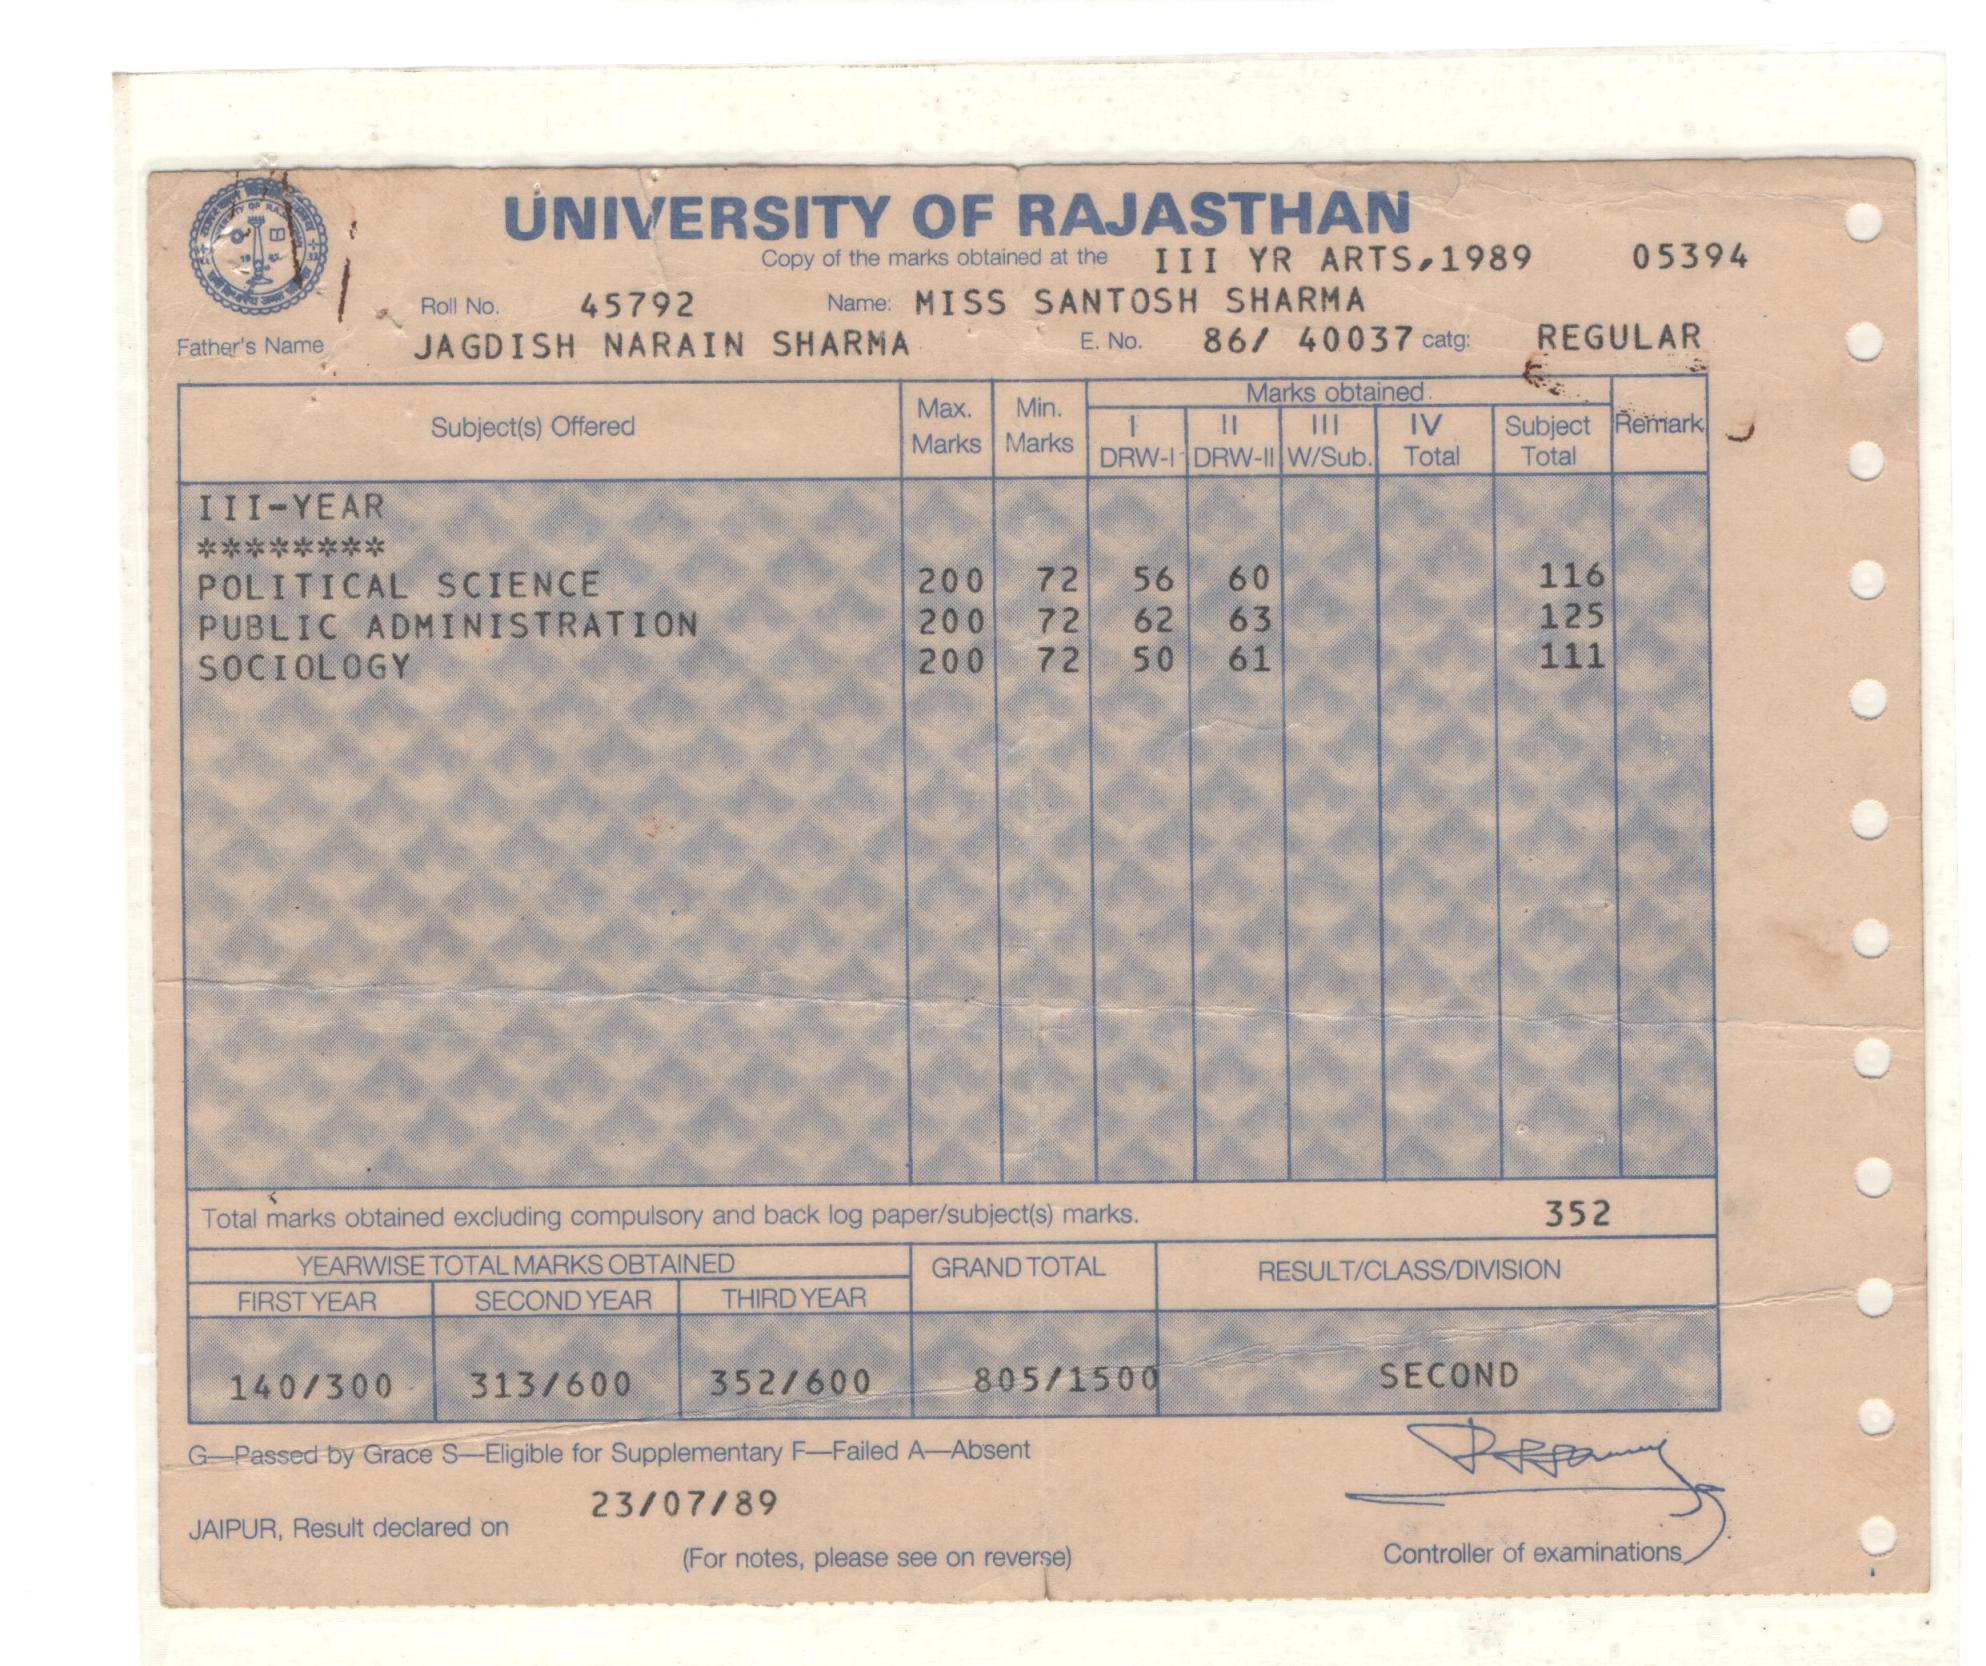 UNIVERSITY OF RAJASTHAN
Copy of the marks obtained at the III YR ARTS,1989 05394
Roll No. 45792 Name: MISS SANTOSH SHARMA
Father's Name JAGDISH NARAIN SHARMA E. No. 86/ 40037 catg: REGULAR
Subject(s) Offered Max. Marks Min. Marks Marks obtained Remark
I DRW-I II DRW-II III W/Sub. IV Total Subject Total
III-YEAR
********
POLITICAL SCIENCE 200 72 56 60 116
PUBLIC ADMINISTRATION 200 72 62 63 125
SOCIOLOGY 200 72 50 61 111
Total marks obtained excluding compulsory and back log paper/subject(s) marks. 352
YEARWISE TOTAL MARKS OBTAINED GRAND TOTAL RESULT/CLASS/DIVISION
FIRST YEAR SECOND YEAR THIRD YEAR
140/300 313/600 352/600 805/1500 SECOND
G—Passed by Grace S—Eligible for Supplementary F—Failed A—Absent
23/07/89
JAIPUR, Result declared on
(For notes, please see on reverse)
Controller of examinations